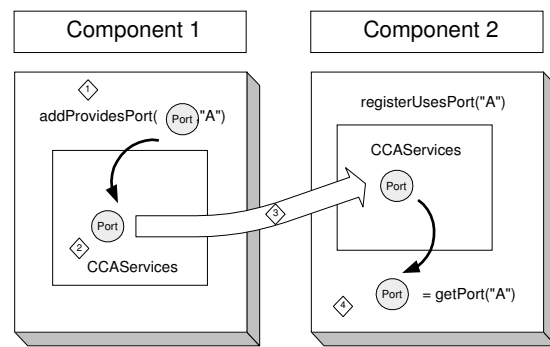 Component 1
Component 2
1
addProvidesPort( Port ,"A")
registerUsesPort("A")
CCAServices
Port
3
Port
2
CCAServices
4
Port = getPort("A")